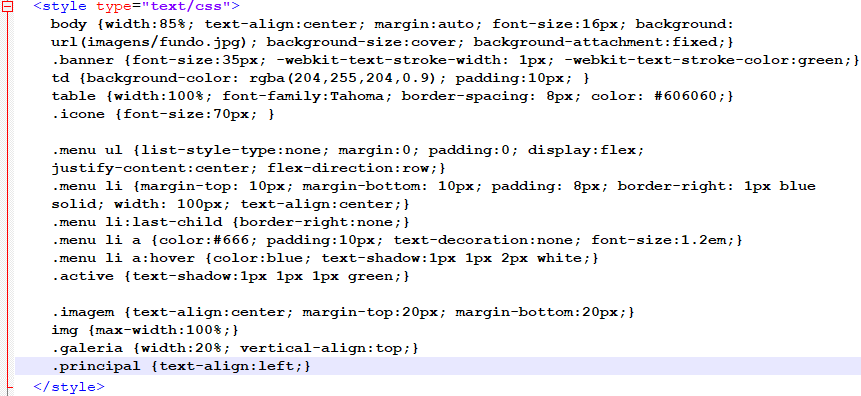 <style type="text/css">
body {width:85%; text-align:center; margin:auto; font-size:16px; background:
url(imagens/fundo.jpg); background-size:cover; background-attachment:fixed;}
.banner {font-size:35px; -webkit-text-stroke-width: 1px; -webkit-text-stroke-color:green;}
td {background-color: rgba(204,255,204,0.9); padding:10px; }
table {width:100%; font-family:Tahoma; border-spacing: 8px; color: #606060;}
.icone {font-size:70px; }

.menu ul {list-style-type:none; margin:0; padding:0; display:flex;
justify-content:center; flex-direction:row;}
.menu li {margin-top: 10px; margin-bottom: 10px; padding: 8px; border-right: 1px blue
solid; width: 100px; text-align:center;}
.menu li:last-child {border-right:none;}
.menu li a {color:#666; padding:10px; text-decoration:none; font-size:1.2em;}
.menu li a:hover {color:blue; text-shadow:1px 1px 2px white;}
.active {text-shadow:1px 1px 1px green;}

.imagem {text-align:center; margin-top:20px; margin-bottom:20px;}
img {max-width:100%;}
.galeria {width:20%; vertical-align:top;}
.principal {text-align:left;}
</style>